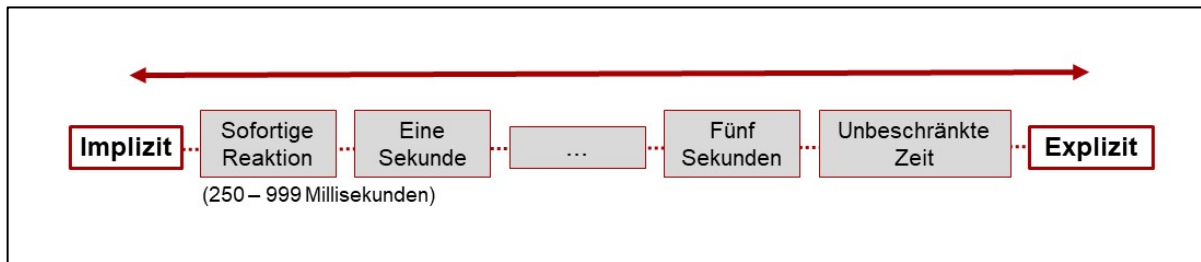 Implizit
Sofortige
Reaktion
(250 – 999 Millisekunden)
Eine
Sekunde
...
Fünf
Sekunden
Unbeschränkte
Zeit
Explizit